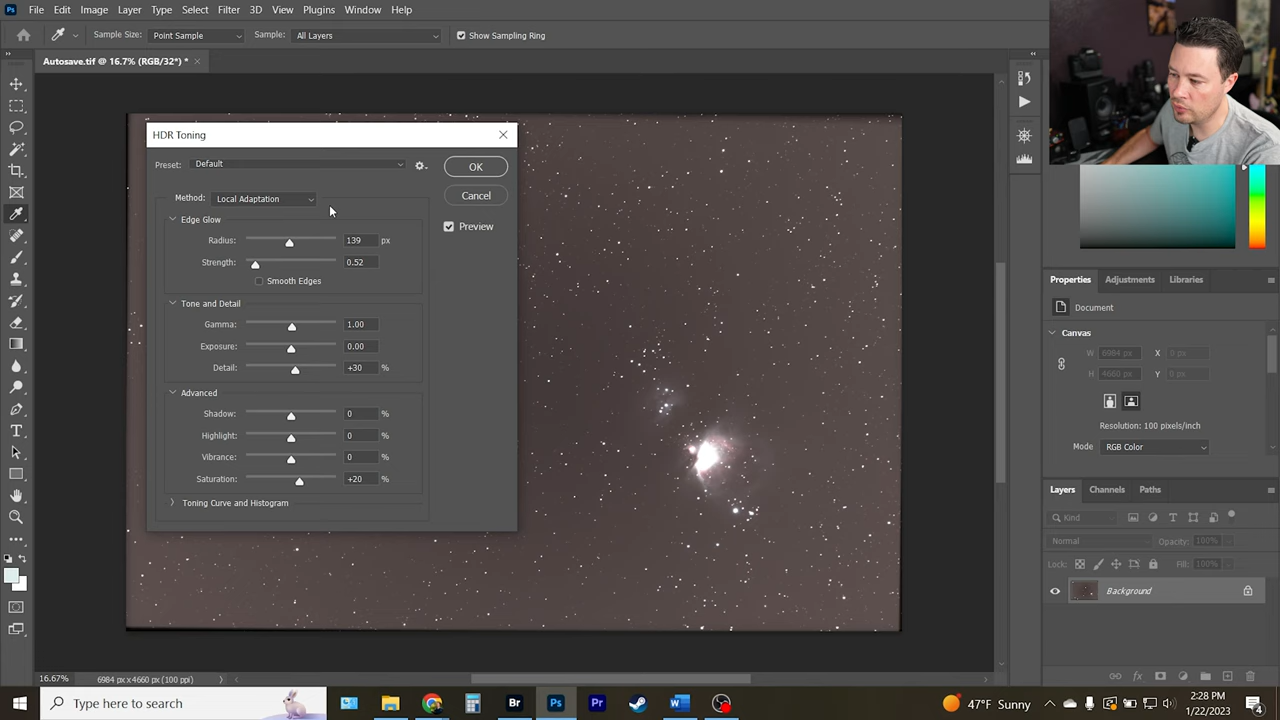 Ps File Edit Image Layer Type Select Filter 3D View Plugins Window Help
Sample Size: Point Sample Sample: All Layers Show Sampling Ring
Autosave.tif @ 16.7% (RGB/32*) *
HDR Toning
Preset: Default
OK
Method: Local Adaptation
Cancel
Edge Glow
Preview
Radius: 139 px
Strength: 0.52
Smooth Edges
Tone and Detail
Gamma: 1.00
Exposure: 0.00
Detail: +30 %
Advanced
Shadow: 0 %
Highlight: 0 %
Vibrance: 0 %
Saturation: +20 %
Toning Curve and Histogram
Properties Adjustments Libraries
Document
Canvas
W 6984 px X 0 px
H 4660 px Y 0 px
Resolution: 100 pixels/inch
Mode RGB Color
Layers Channels Paths
Kind
Normal Opacity: 100%
Lock: Fill: 100%
Background
16.67% 6984 px x 4660 px (100 ppi)
Type here to search
Br Ps Pr W
47°F Sunny
2:28 PM
1/22/2023
4